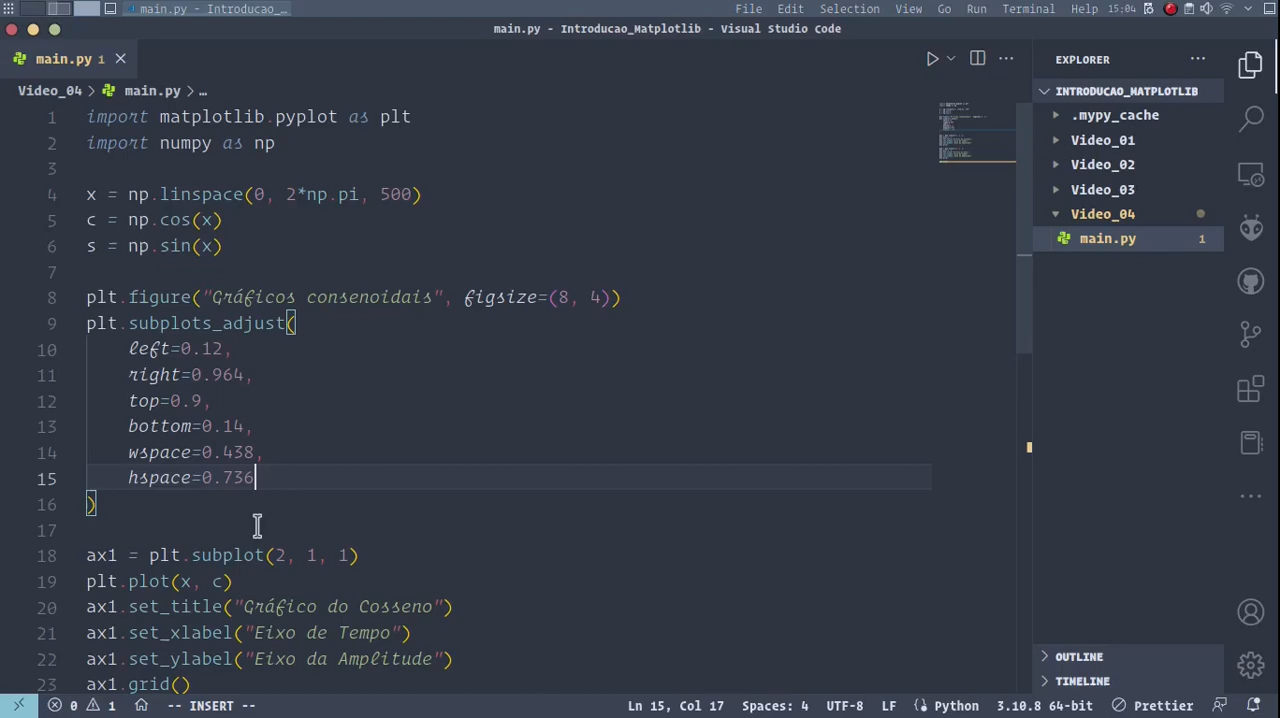 main.py - Introducao_...
File Edit Selection View Go Run Terminal Help 15:04
main.py - Introducao_Matplotlib - Visual Studio Code
main.py 1
Video_04 > main.py > ...
1 import matplotlib.pyplot as plt
2 import numpy as np
3
4 x = np.linspace(0, 2*np.pi, 500)
5 c = np.cos(x)
6 s = np.sin(x)
7
8 plt.figure("Gráficos consenoidais", figsize=(8, 4))
9 plt.subplots_adjust(
10 left=0.12,
11 right=0.964,
12 top=0.9,
13 bottom=0.14,
14 wspace=0.438,
15 hspace=0.736
16 )
17
18 ax1 = plt.subplot(2, 1, 1)
19 plt.plot(x, c)
20 ax1.set_title("Gráfico do Cosseno")
21 ax1.set_xlabel("Eixo de Tempo")
22 ax1.set_ylabel("Eixo da Amplitude")
23 ax1.grid()
EXPLORER
INTRODUCAO_MATPLOTLIB
.mypy_cache
Video_01
Video_02
Video_03
Video_04
main.py 1
OUTLINE
TIMELINE
0 1 -- INSERT -- Ln 15, Col 17 Spaces: 4 UTF-8 LF Python 3.10.8 64-bit Prettier